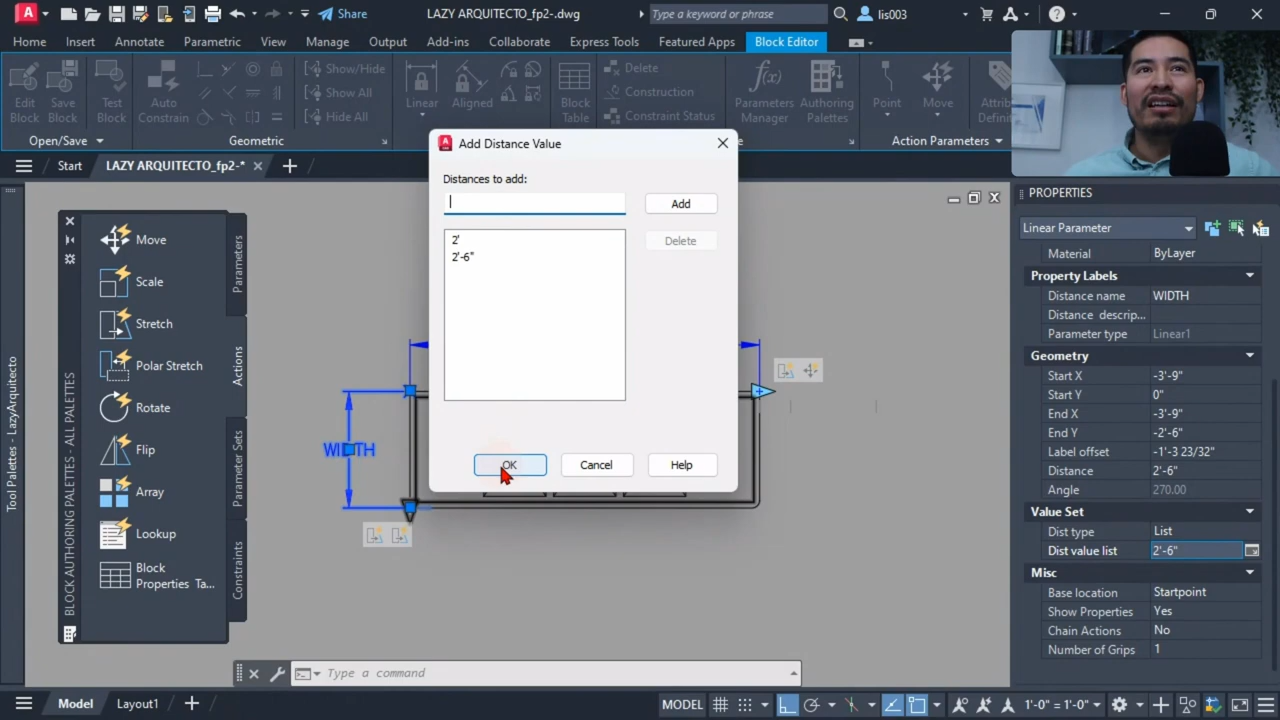 Share
LAZY ARQUITECTO_fp2-.dwg
Type a keyword or phrase
lis003
Home Insert Annotate Parametric View Manage Output Add-ins Collaborate Express Tools Featured Apps Block Editor
Edit Block
Save Block
Test Block
Auto Constrain
Show/Hide
Show All
Hide All
Linear
Aligned
Block Table
Delete
Construction
Constraint Status
Parameters Manager
Authoring Palettes
Point
Move
Open/Save
Geometric
Action Parameters
Start
LAZY ARQUITECTO_fp2-*
Add Distance Value
Distances to add:
Add
2'
2'-6"
Delete
OK
Cancel
Help
Tool Palettes - LazyArquitecto
BLOCK AUTHORING PALETTES - ALL PALETTES
Move
Scale
Stretch
Polar Stretch
Rotate
Flip
Array
Lookup
Block
Properties Ta...
Parameters
Actions
Parameter Sets
Constraints
WIDTH
PROPERTIES
Linear Parameter
Material ByLayer
Property Labels
Distance name WIDTH
Distance descrip...
Parameter type Linear1
Geometry
Start X -3'-9"
Start Y 0"
End X -3'-9"
End Y -2'-6"
Label offset -1'-3 23/32"
Distance 2'-6"
Angle 270.00
Value Set
Dist type List
Dist value list 2'-6"
Misc
Base location Startpoint
Show Properties Yes
Chain Actions No
Number of Grips 1
Type a command
Model Layout1
MODEL
1'-0" = 1'-0"